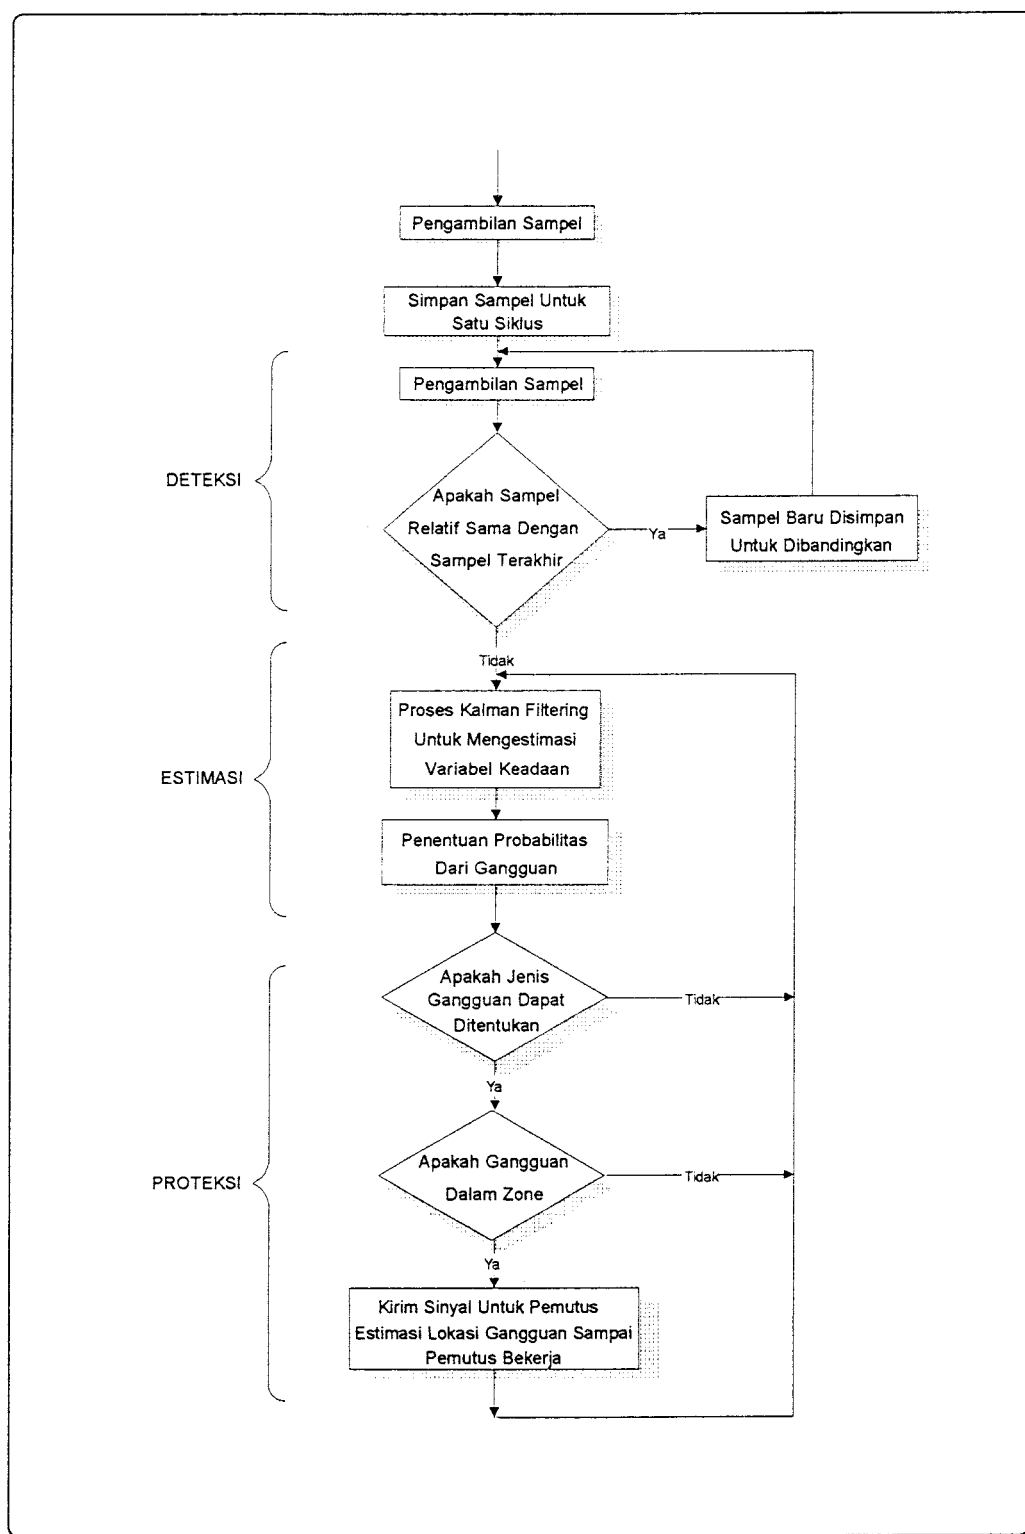 Pengambilan Sampel
Simpan Sampel Untuk
Satu Siklus
Pengambilan Sampel
DETEKSI
Apakah Sampel
Relatif Sama Dengan
Sampel Terakhir
Ya
Sampel Baru Disimpan
Untuk Dibandingkan
Tidak
ESTIMASI
Proses Kalman Filtering
Untuk Mengestimasi
Variabel Keadaan
Penentuan Probabilitas
Dari Gangguan
PROTEKSI
Apakah Jenis
Gangguan Dapat
Ditentukan
Tidak
Ya
Apakah Gangguan
Dalam Zone
Tidak
Ya
Kirim Sinyal Untuk Pemutus
Estimasi Lokasi Gangguan Sampai
Pemutus Bekerja